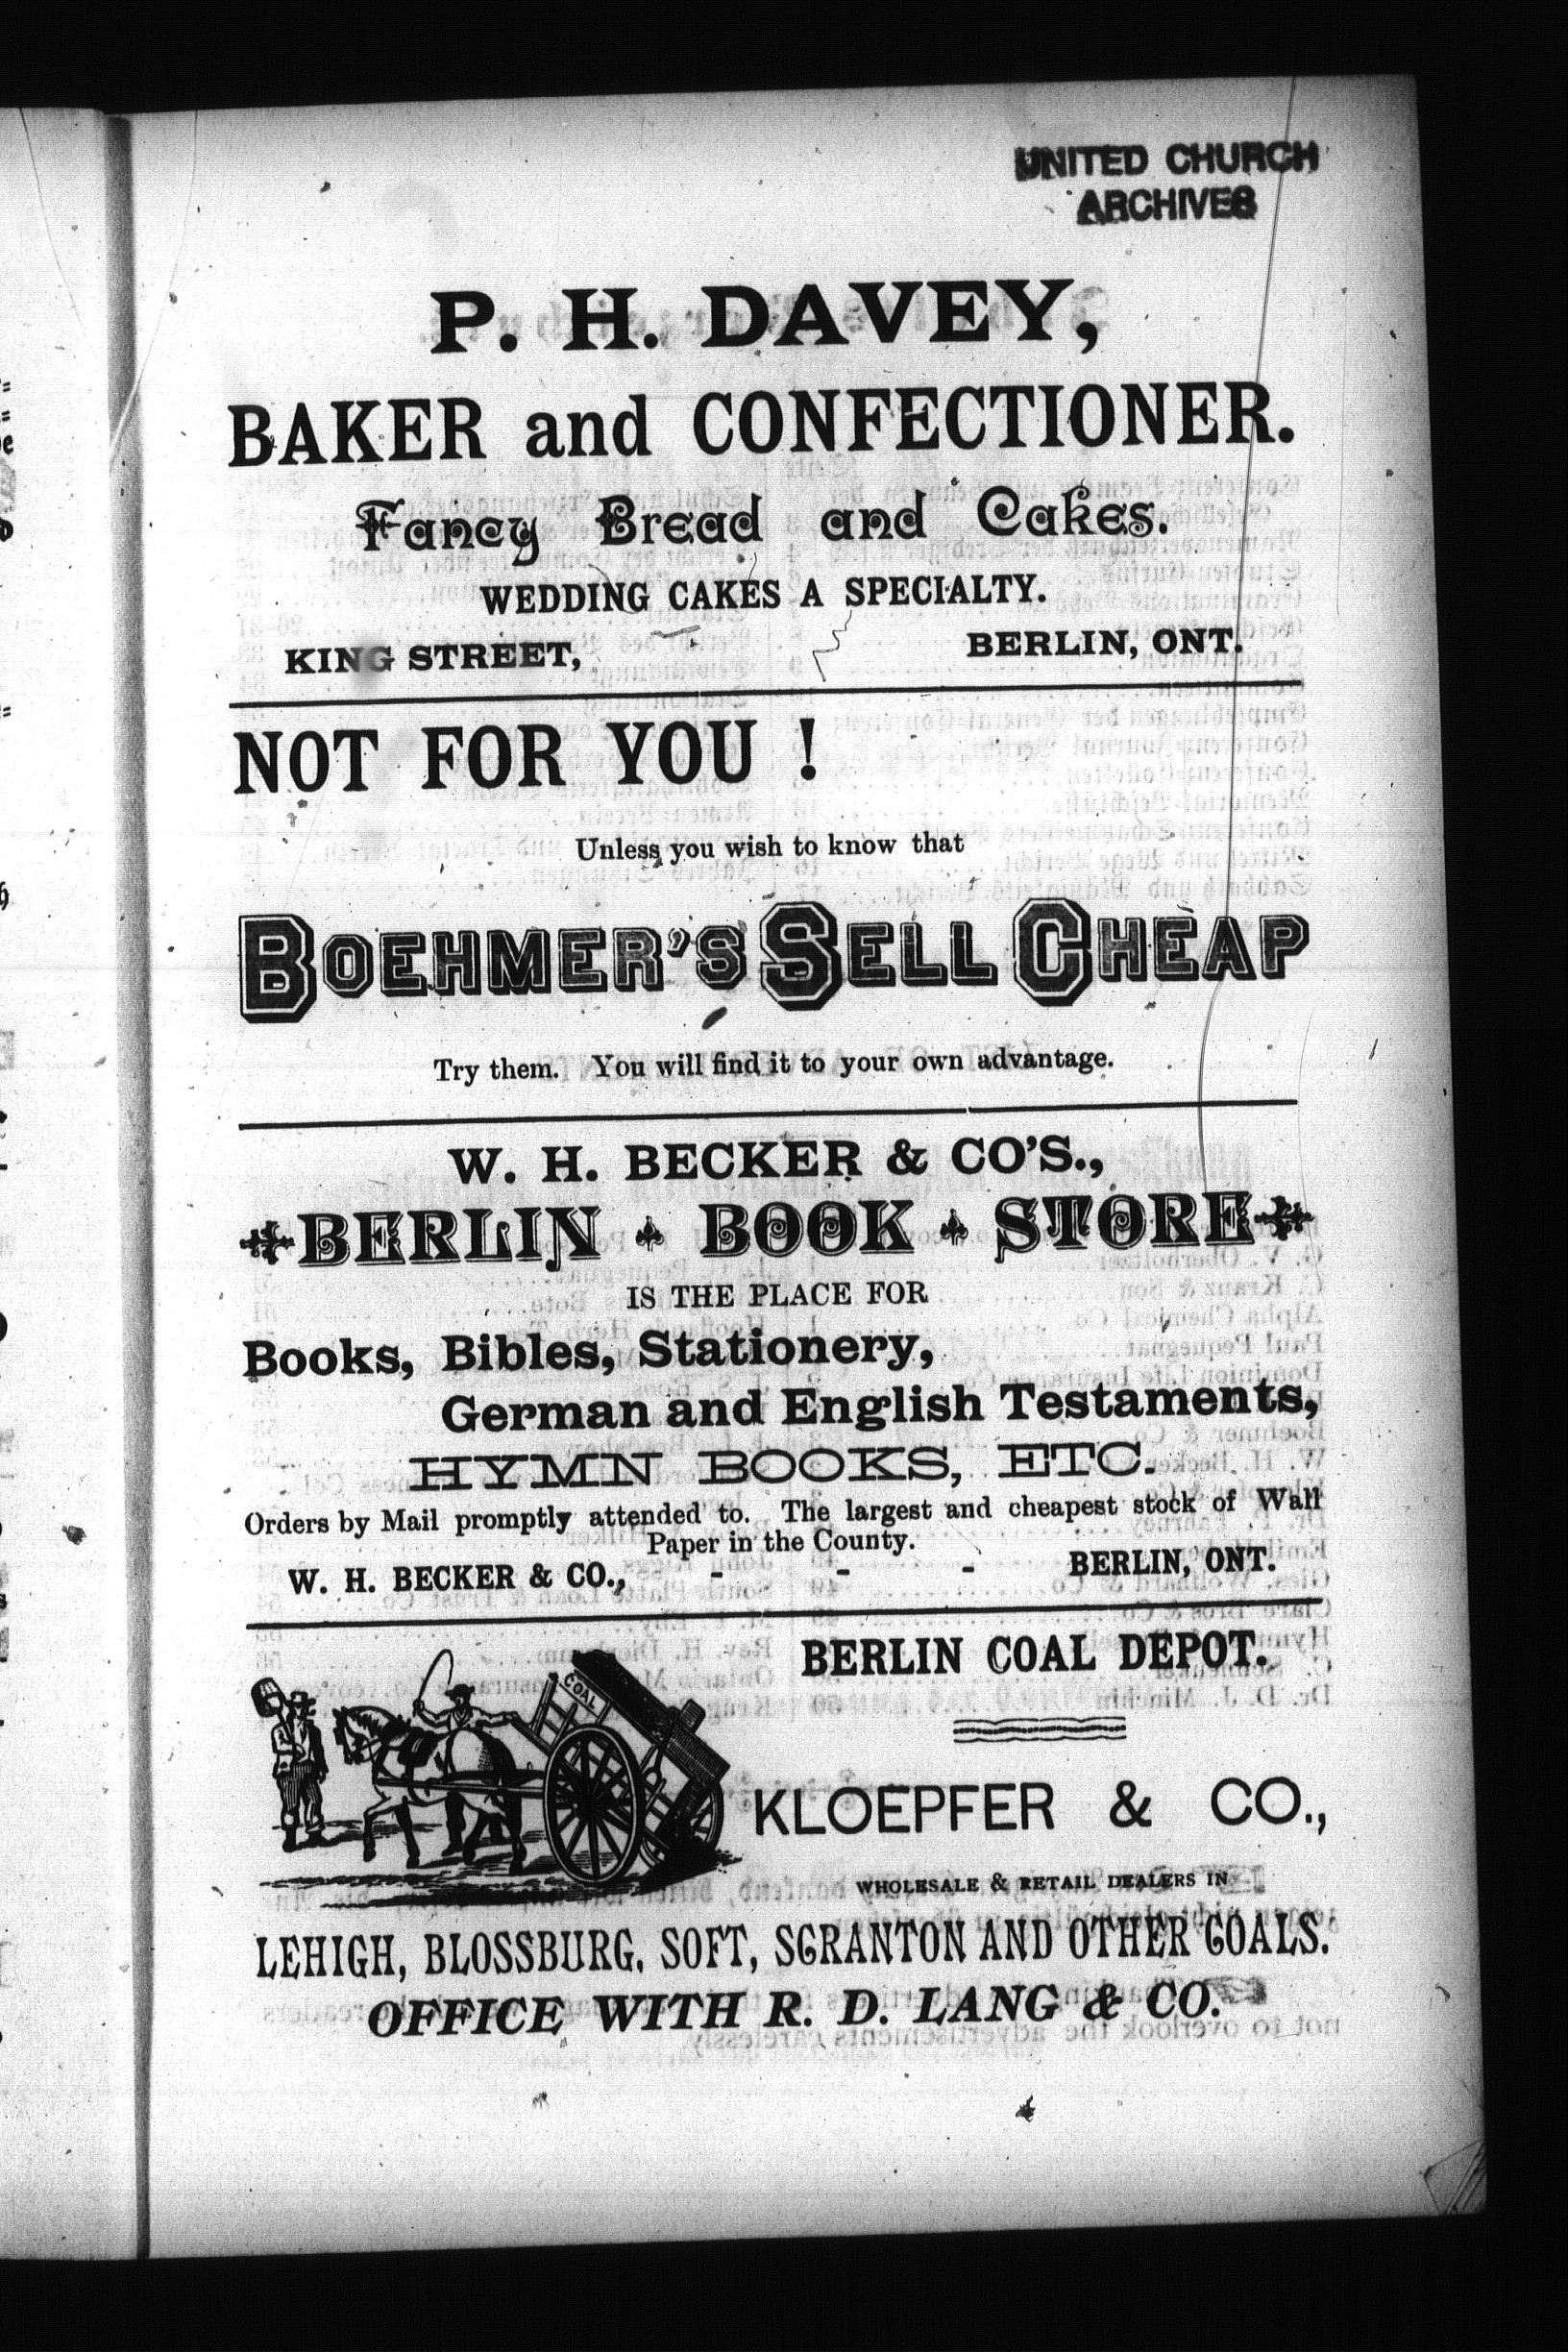 UNITED CHURCH
ARCHIVES
P. H. DAVEY,
BAKER and CONFECTIONER.
Fancy Bread and Cakes.
WEDDING CAKES A SPECIALTY.
KING STREET, BERLIN, ONT.
NOT FOR YOU !
Unless you wish to know that
BOEHMER'S SELL CHEAP
Try them. You will find it to your own advantage.
W. H. BECKER & CO'S.,
BERLIN BOOK STORE
IS THE PLACE FOR
Books, Bibles, Stationery,
German and English Testaments,
HYMN BOOKS, ETC.
Orders by Mail promptly attended to. The largest and cheapest stock of Wall
Paper in the County.
W. H. BECKER & CO., - - - BERLIN, ONT.
BERLIN COAL DEPOT.
COAL
KLOEPFER & CO.,
WHOLESALE & RETAIL DEALERS IN
LEHIGH, BLOSSBURG, SOFT, SCRANTON AND OTHER COALS.
OFFICE WITH R. D. LANG & CO.